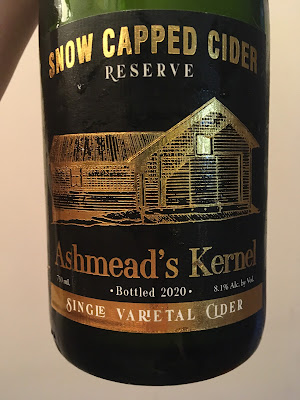 SNOW CAPPED CIDER
RESERVE
Ashmead's Kernel
750 ml. • Bottled 2020 • 8.1% Alc. by Vol.
SINGLE VARIETAL CIDER